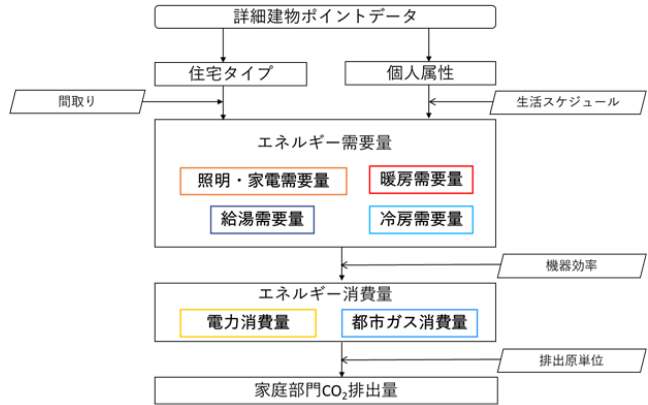 詳細建物ポイントデータ
住宅タイプ
個人属性
間取り
生活スケジュール
エネルギー需要量
照明・家電需要量
暖房需要量
給湯需要量
冷房需要量
機器効率
エネルギー消費量
電力消費量
都市ガス消費量
排出原単位
家庭部門CO₂排出量